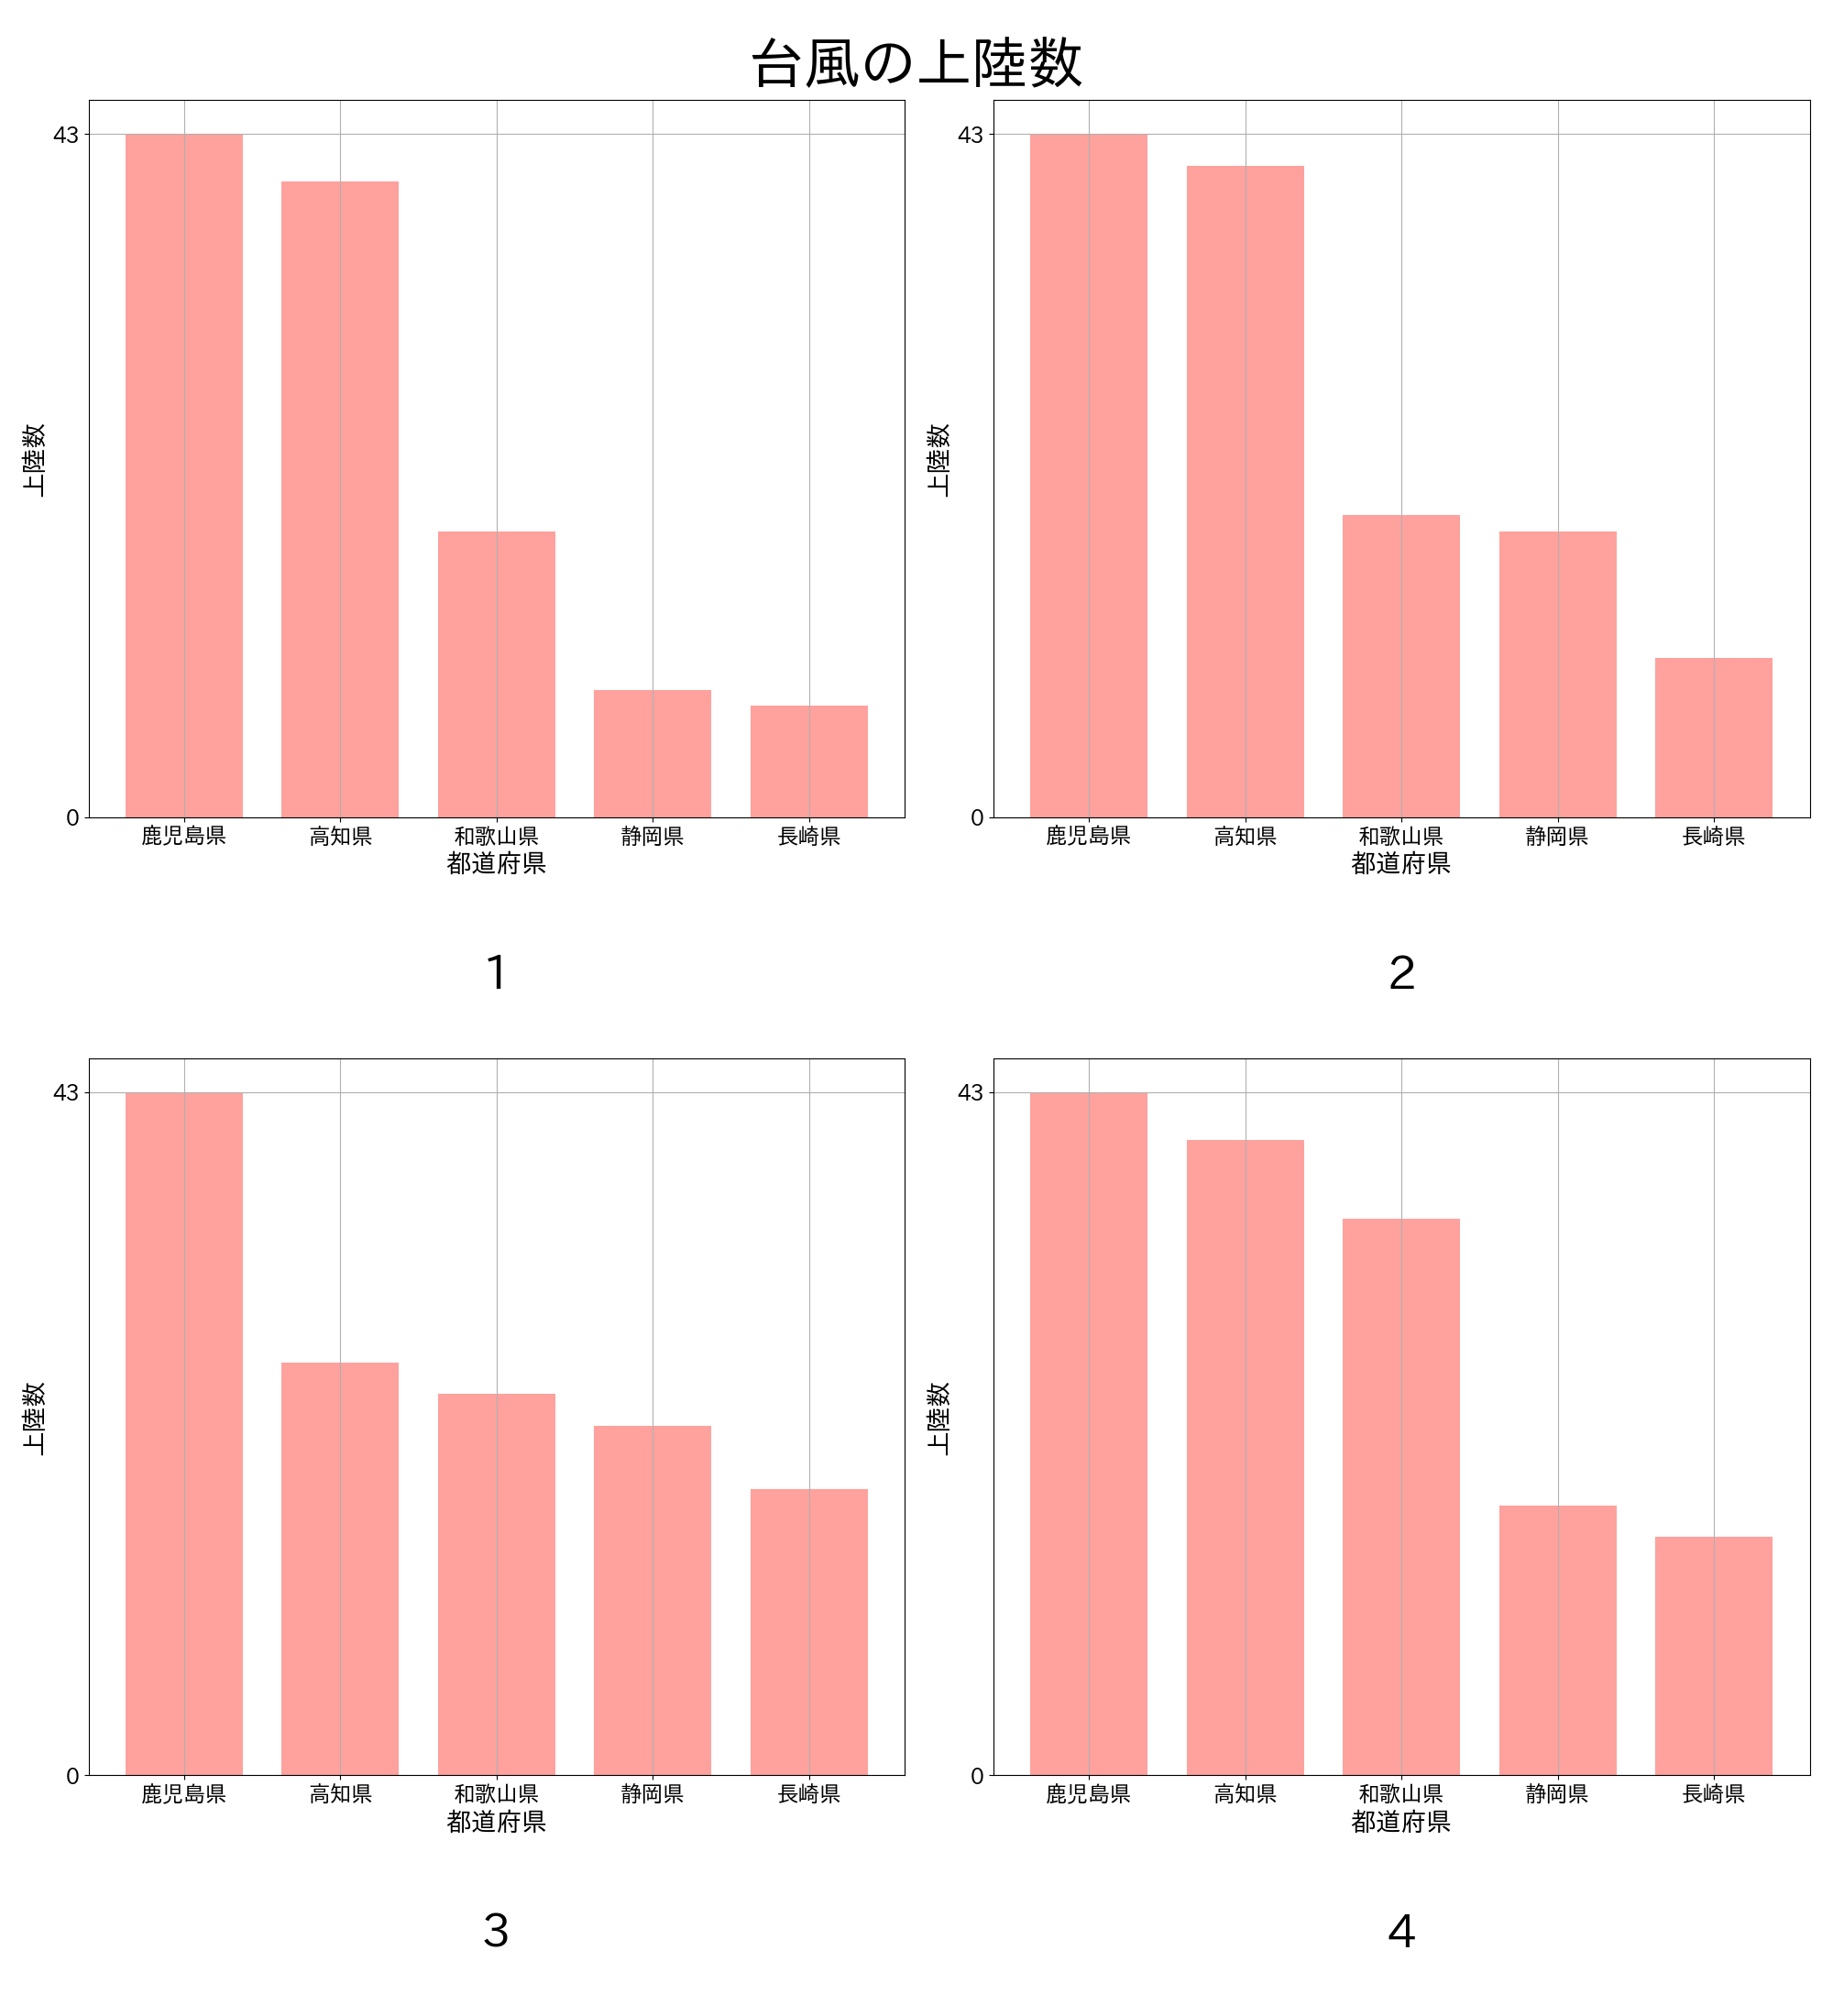 台風の上陸数
43
0
上陸数
鹿児島県 高知県 和歌山県 静岡県 長崎県
都道府県
1
43
0
上陸数
鹿児島県 高知県 和歌山県 静岡県 長崎県
都道府県
2
43
0
上陸数
鹿児島県 高知県 和歌山県 静岡県 長崎県
都道府県
3
43
0
上陸数
鹿児島県 高知県 和歌山県 静岡県 長崎県
都道府県
4